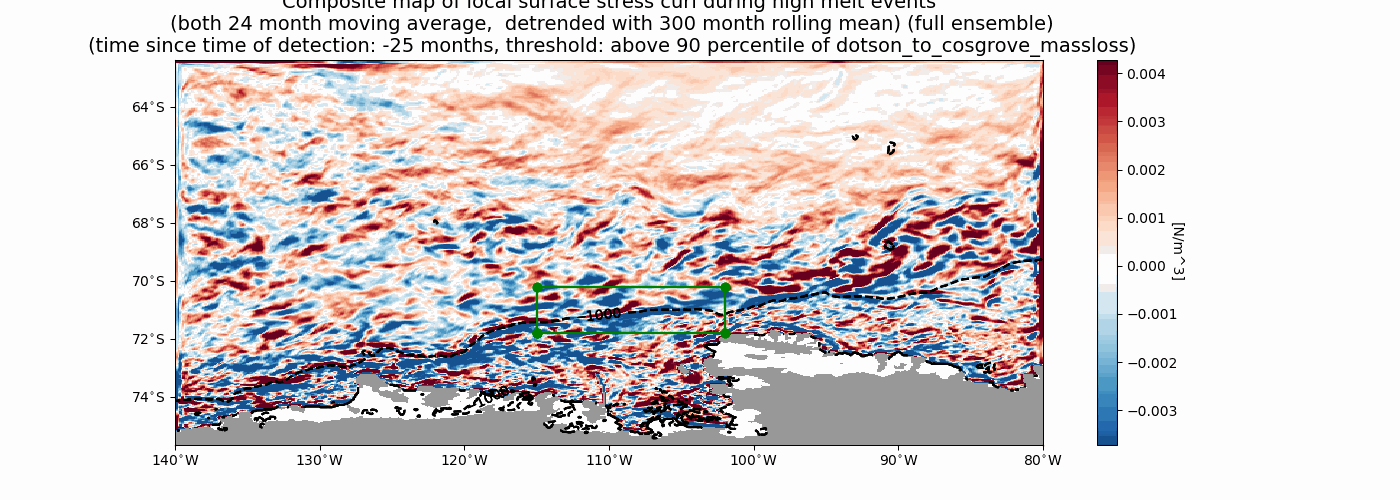 Composite map of local surface stress curl during high melt events
(both 24 month moving average,  detrended with 300 month rolling mean) (full ensemble)
(time since time of detection: -25 months, threshold: above 90 percentile of dotson_to_cosgrove_massloss)
64°S
66°S
68°S
70°S
72°S
74°S
1000
1000
140°W
130°W
120°W
110°W
100°W
90°W
80°W
0.004
0.003
0.002
0.001
0.000
−0.001
−0.002
−0.003
[N/m^3]